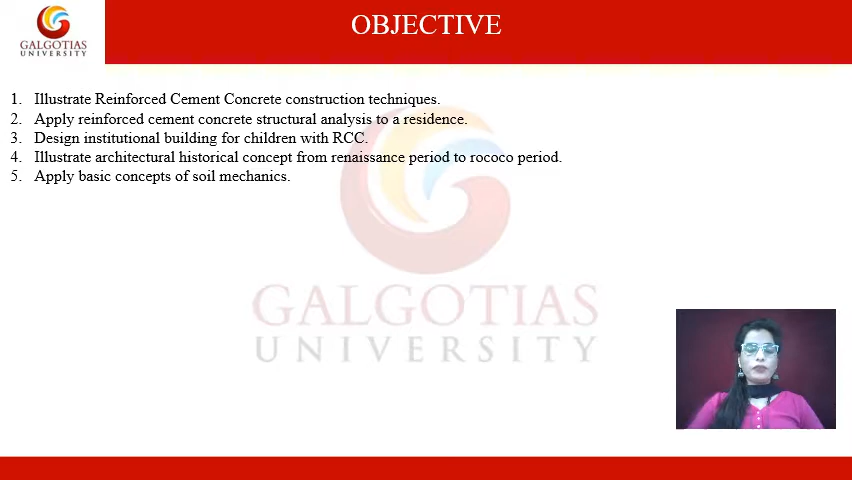 OBJECTIVE
GALGOTIAS
UNIVERSITY
1. Illustrate Reinforced Cement Concrete construction techniques.
2. Apply reinforced cement concrete structural analysis to a residence.
3. Design institutional building for children with RCC.
4. Illustrate architectural historical concept from renaissance period to rococo period.
5. Apply basic concepts of soil mechanics.
GALGOTIAS
UNIVERSITY